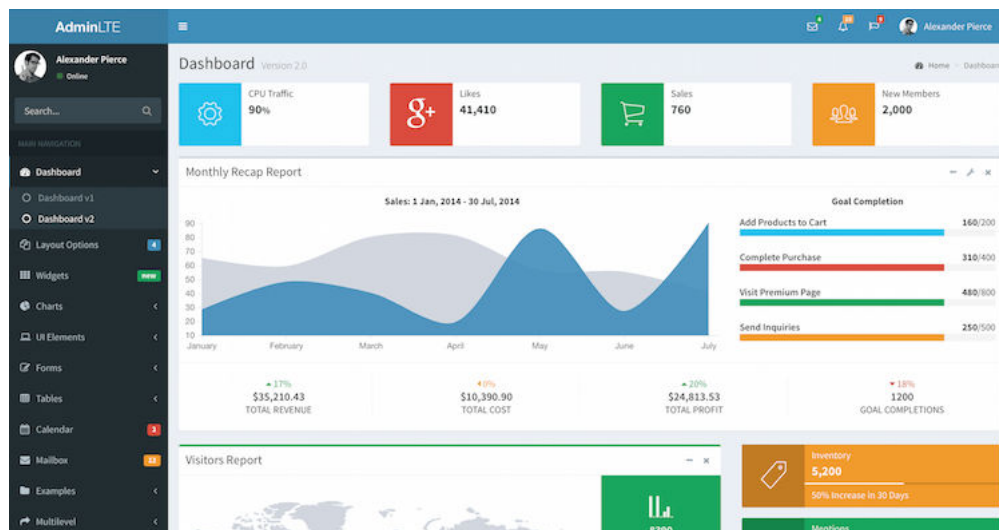 AdminLTE
Alexander Pierce
Alexander Pierce
Online
Search...
MAIN NAVIGATION
Dashboard
Dashboard v1
Dashboard v2
Layout Options 4
Widgets new
Charts
UI Elements
Forms
Tables
Calendar 3
Mailbox 12
Examples
Multilevel
Dashboard Version 2.0
Home > Dashboard
CPU Traffic
90%
Likes
41,410
Sales
760
New Members
2,000
Monthly Recap Report
Sales: 1 Jan, 2014 - 30 Jul, 2014
90
80
70
60
50
40
30
20
10
January February March April May June July
Goal Completion
Add Products to Cart 160/200
Complete Purchase 310/400
Visit Premium Page 480/800
Send Inquiries 250/500
17%
$35,210.43
TOTAL REVENUE
0%
$10,390.90
TOTAL COST
20%
$24,813.53
TOTAL PROFIT
18%
1200
GOAL COMPLETIONS
Visitors Report
8390
Inventory
5,200
50% Increase in 30 Days
Mentions